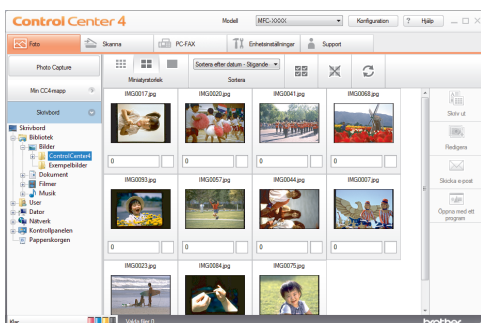 Control Center 4
Modell
MFC-XXXX
Konfiguration
?
Hjälp
Foto
Skanna
PC-FAX
Enhetsinställningar
Support
Photo Capture
Min CC4-mapp
Skrivbord
Miniatyrstorlek
Sortera efter datum - Stigande
Sortera
Skrivbord
Bibliotek
Bilder
ControlCenter4
Exempelbilder
Dokument
Filmer
Musik
User
Dator
Nätverk
Kontrollpanelen
Papperskorgen
IMG0017.jpg
IMG0020.jpg
IMG0041.jpg
IMG0068.jpg
0
0
0
0
IMG0093.jpg
IMG0057.jpg
IMG0044.jpg
IMG0007.jpg
0
0
0
0
IMG0023.jpg
IMG0084.jpg
IMG0075.jpg
Skriv ut
Redigera
Skicka e-post
Öppna med ett
program
Klar
Valda filer 0
brother